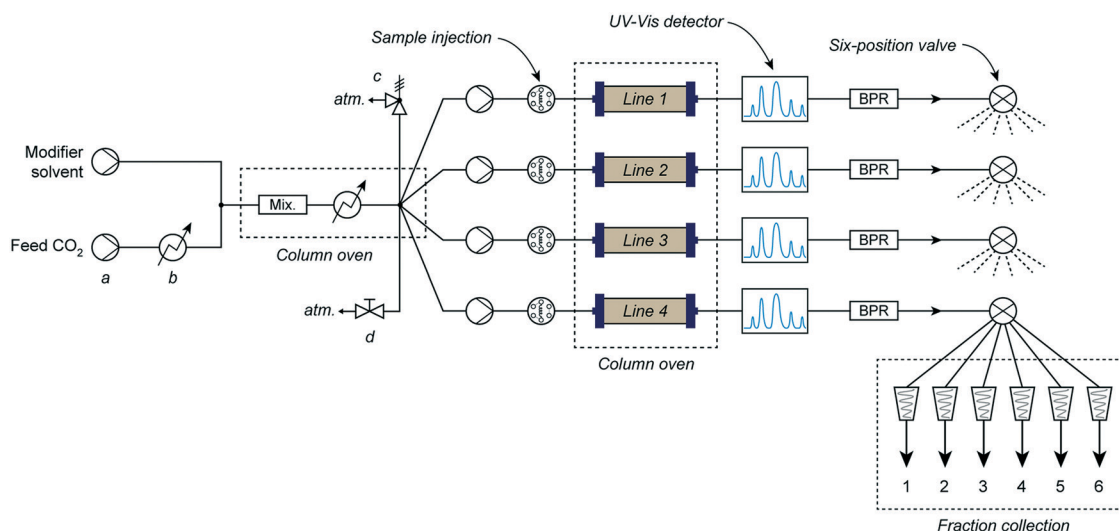 UV-Vis detector
Sample injection
Six-position valve
c
atm.
Line 1
BPR
Modifier
solvent
Line 2
BPR
Mix.
Feed CO₂
Column oven
a
b
Line 3
BPR
atm.
d
Line 4
BPR
Column oven
1 2 3 4 5 6
Fraction collection